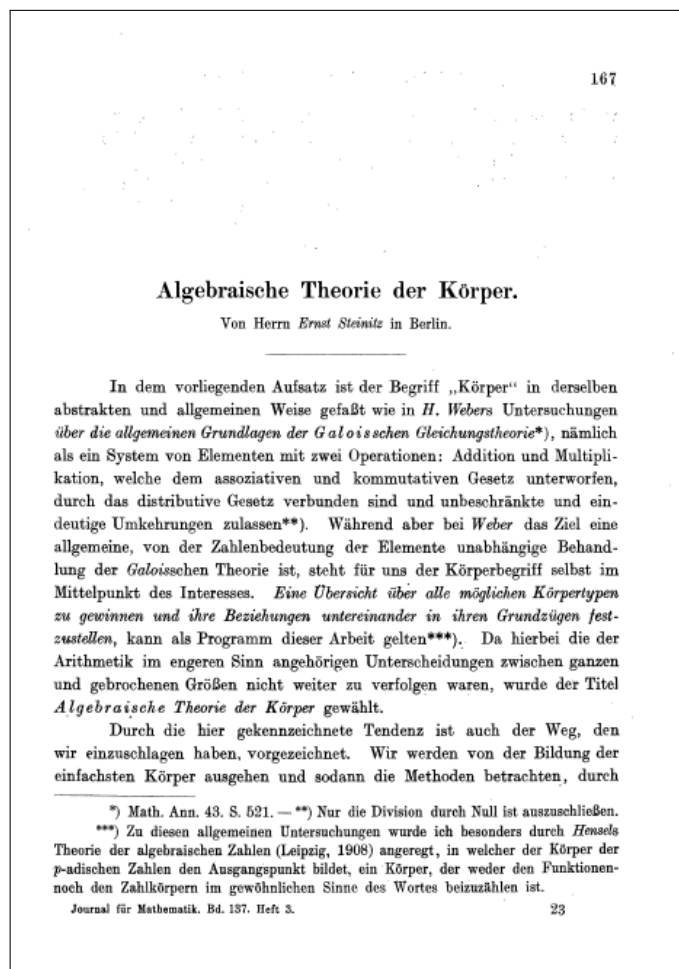 167
Algebraische Theorie der Körper.
Von Herrn Ernst Steinitz in Berlin.
In dem vorliegenden Aufsatz ist der Begriff „Körper“ in derselben
abstrakten und allgemeinen Weise gefaßt wie in H. Webers Untersuchungen
über die allgemeinen Grundlagen der Galoisschen Gleichungstheorie*), nämlich
als ein System von Elementen mit zwei Operationen: Addition und Multipli-
kation, welche dem assoziativen und kommutativen Gesetz unterworfen,
durch das distributive Gesetz verbunden sind und unbeschränkte und ein-
deutige Umkehrungen zulassen**). Während aber bei Weber das Ziel eine
allgemeine, von der Zahlenbedeutung der Elemente unabhängige Behand-
lung der Galoisschen Theorie ist, steht für uns der Körperbegriff selbst im
Mittelpunkt des Interesses. Eine Übersicht über alle möglichen Körpertypen
zu gewinnen und ihre Beziehungen untereinander in ihren Grundzügen fest-
zustellen, kann als Programm dieser Arbeit gelten***). Da hierbei die der
Arithmetik im engeren Sinn angehörigen Unterscheidungen zwischen ganzen
und gebrochenen Größen nicht weiter zu verfolgen waren, wurde der Titel
Algebraische Theorie der Körper gewählt.
Durch die hier gekennzeichnete Tendenz ist auch der Weg, den
wir einzuschlagen haben, vorgezeichnet. Wir werden von der Bildung der
einfachsten Körper ausgehen und sodann die Methoden betrachten, durch
*) Math. Ann. 43. S. 521. — **) Nur die Division durch Null ist auszuschließen.
***) Zu diesen allgemeinen Untersuchungen wurde ich besonders durch Hensels
Theorie der algebraischen Zahlen (Leipzig, 1908) angeregt, in welcher der Körper der
p-adischen Zahlen den Ausgangspunkt bildet, ein Körper, der weder den Funktionen-
noch den Zahlkörpern im gewöhnlichen Sinne des Wortes beizuzählen ist.
Journal für Mathematik. Bd. 137. Heft 3. 23